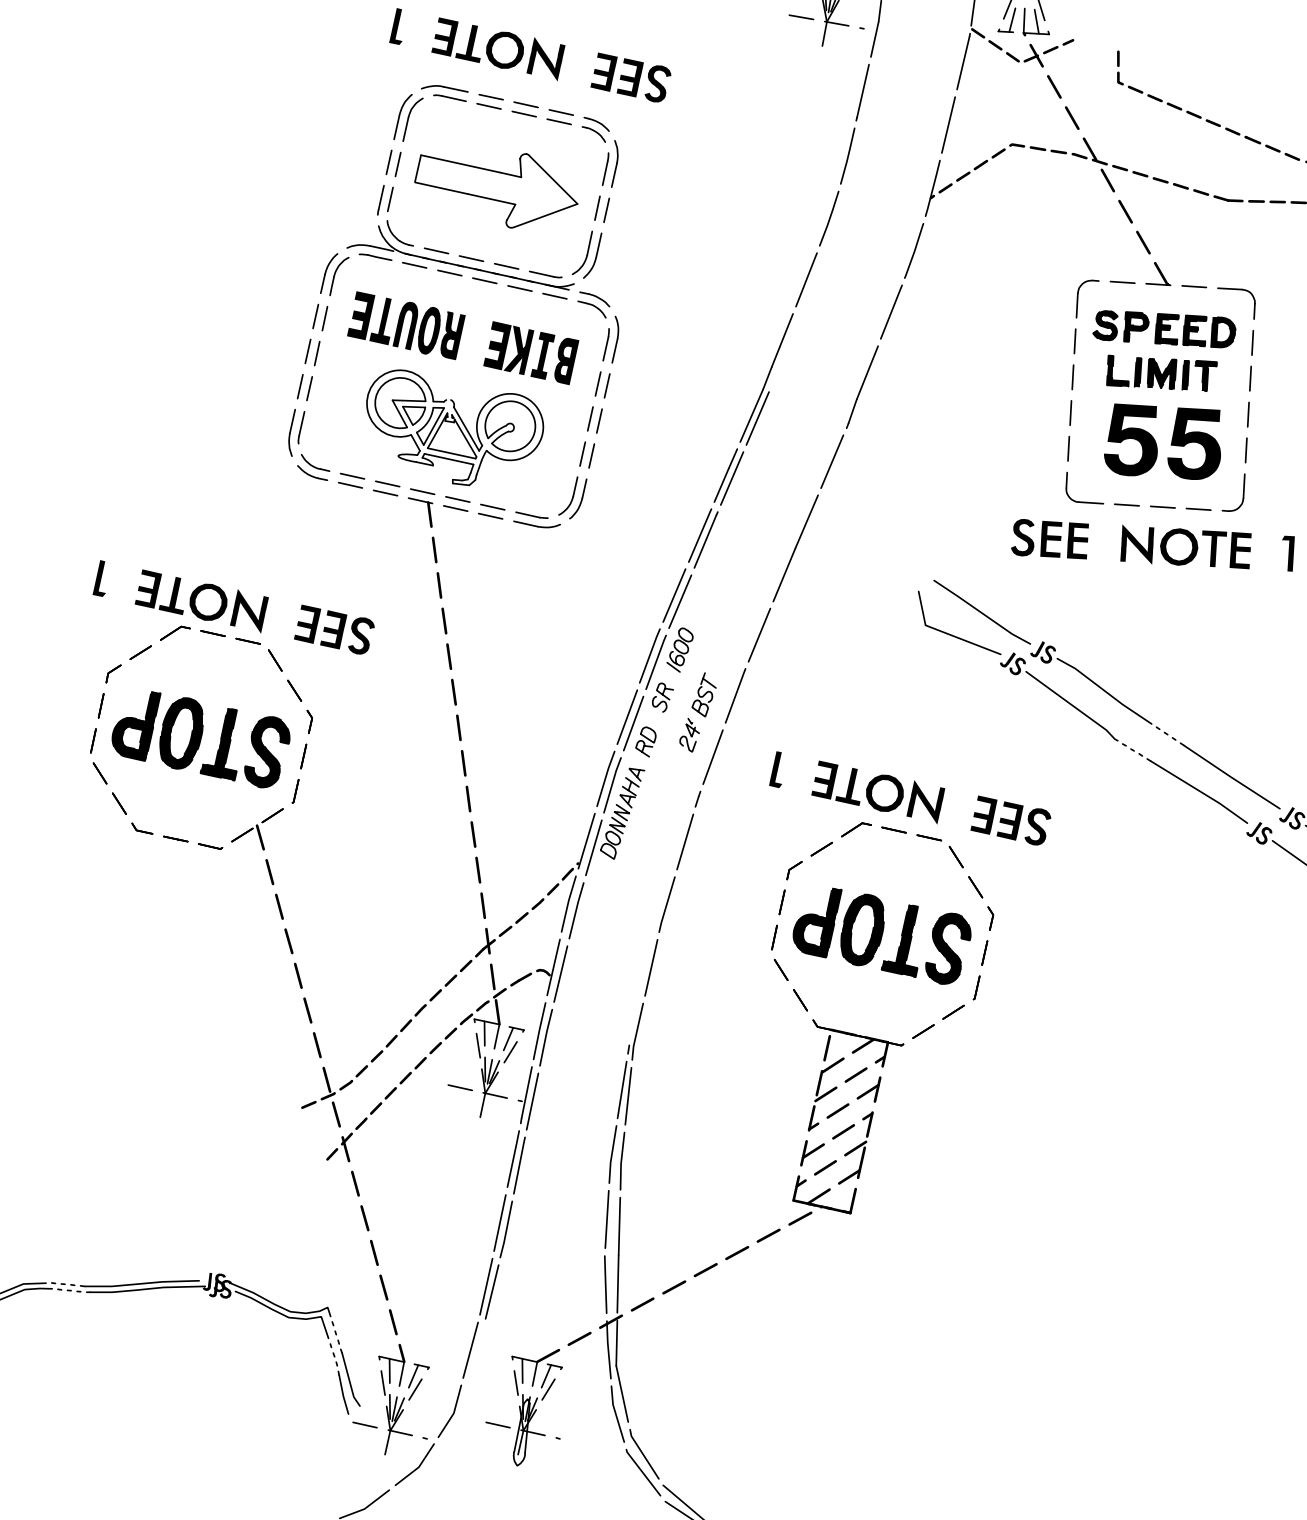 SEE NOTE 1
BIKE ROUTE
SPEED
LIMIT
55
SEE NOTE 1
SEE NOTE 1
STOP
DONNAHA RD SR 1600
24' BST
JS
JS
JS
JS
SEE NOTE 1
STOP
JS
JS